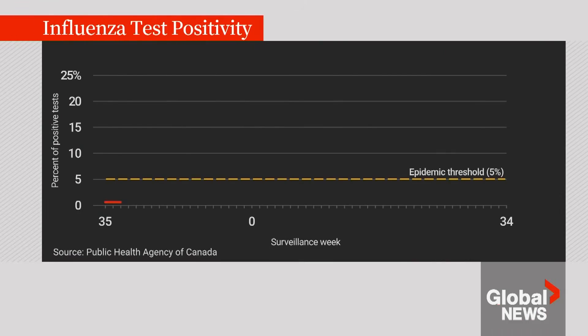 Influenza Test Positivity
25%
20
15
10
5
0
Percent of positive tests
Epidemic threshold (5%)
35
0
34
Surveillance week
Source: Public Health Agency of Canada
Global
NEWS